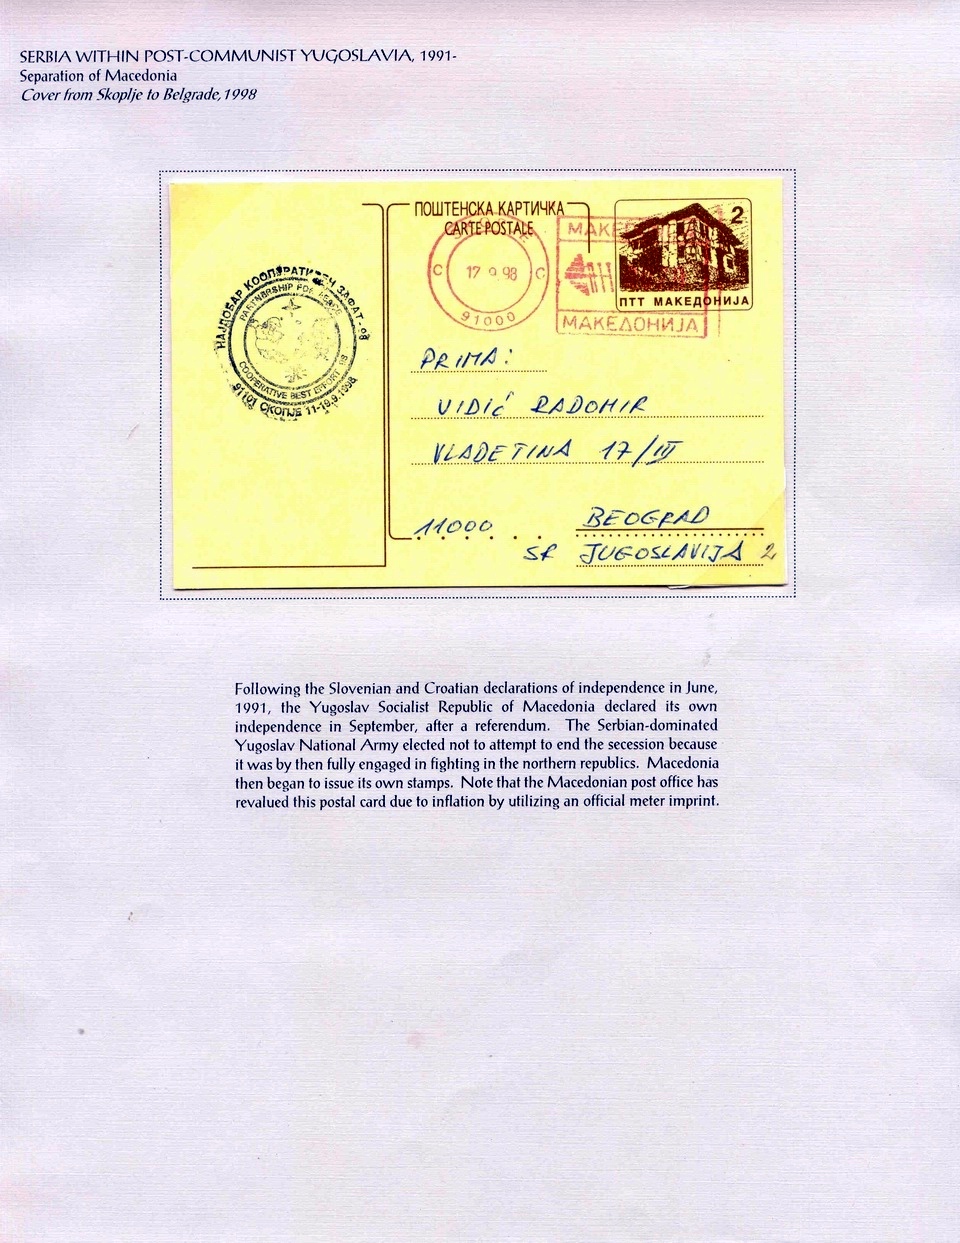 SERBIA WITHIN POST-COMMUNIST YUGOSLAVIA, 1991-
Separation of Macedonia
Cover from Skoplje to Belgrade, 1998
ПОШТЕНСКА КАРТИЧКА
CARTE POSTALE
2
ПТТ МАКЕДОНИЈА
C 17 9.98 C
91000
МАКЕДОНИЈА
НАЈДОБАР КООПЕРАТИВЕН ЗАФАТ-98
PARTNERSHIP FOR PEACE
COOPERATIVE BEST EFFORT 98
91101 СКОПЈЕ 11-19.9.1998
PRIMA:
VIDIĆ RADOMIR
VLADETINA 17/III
11000 BEOGRAD
SR JUGOSLAVIJA
Following the Slovenian and Croatian declarations of independence in June,
1991, the Yugoslav Socialist Republic of Macedonia declared its own
independence in September, after a referendum. The Serbian-dominated
Yugoslav National Army elected not to attempt to end the secession because
it was by then fully engaged in fighting in the northern republics. Macedonia
then began to issue its own stamps. Note that the Macedonian post office has
revalued this postal card due to inflation by utilizing an official meter imprint.